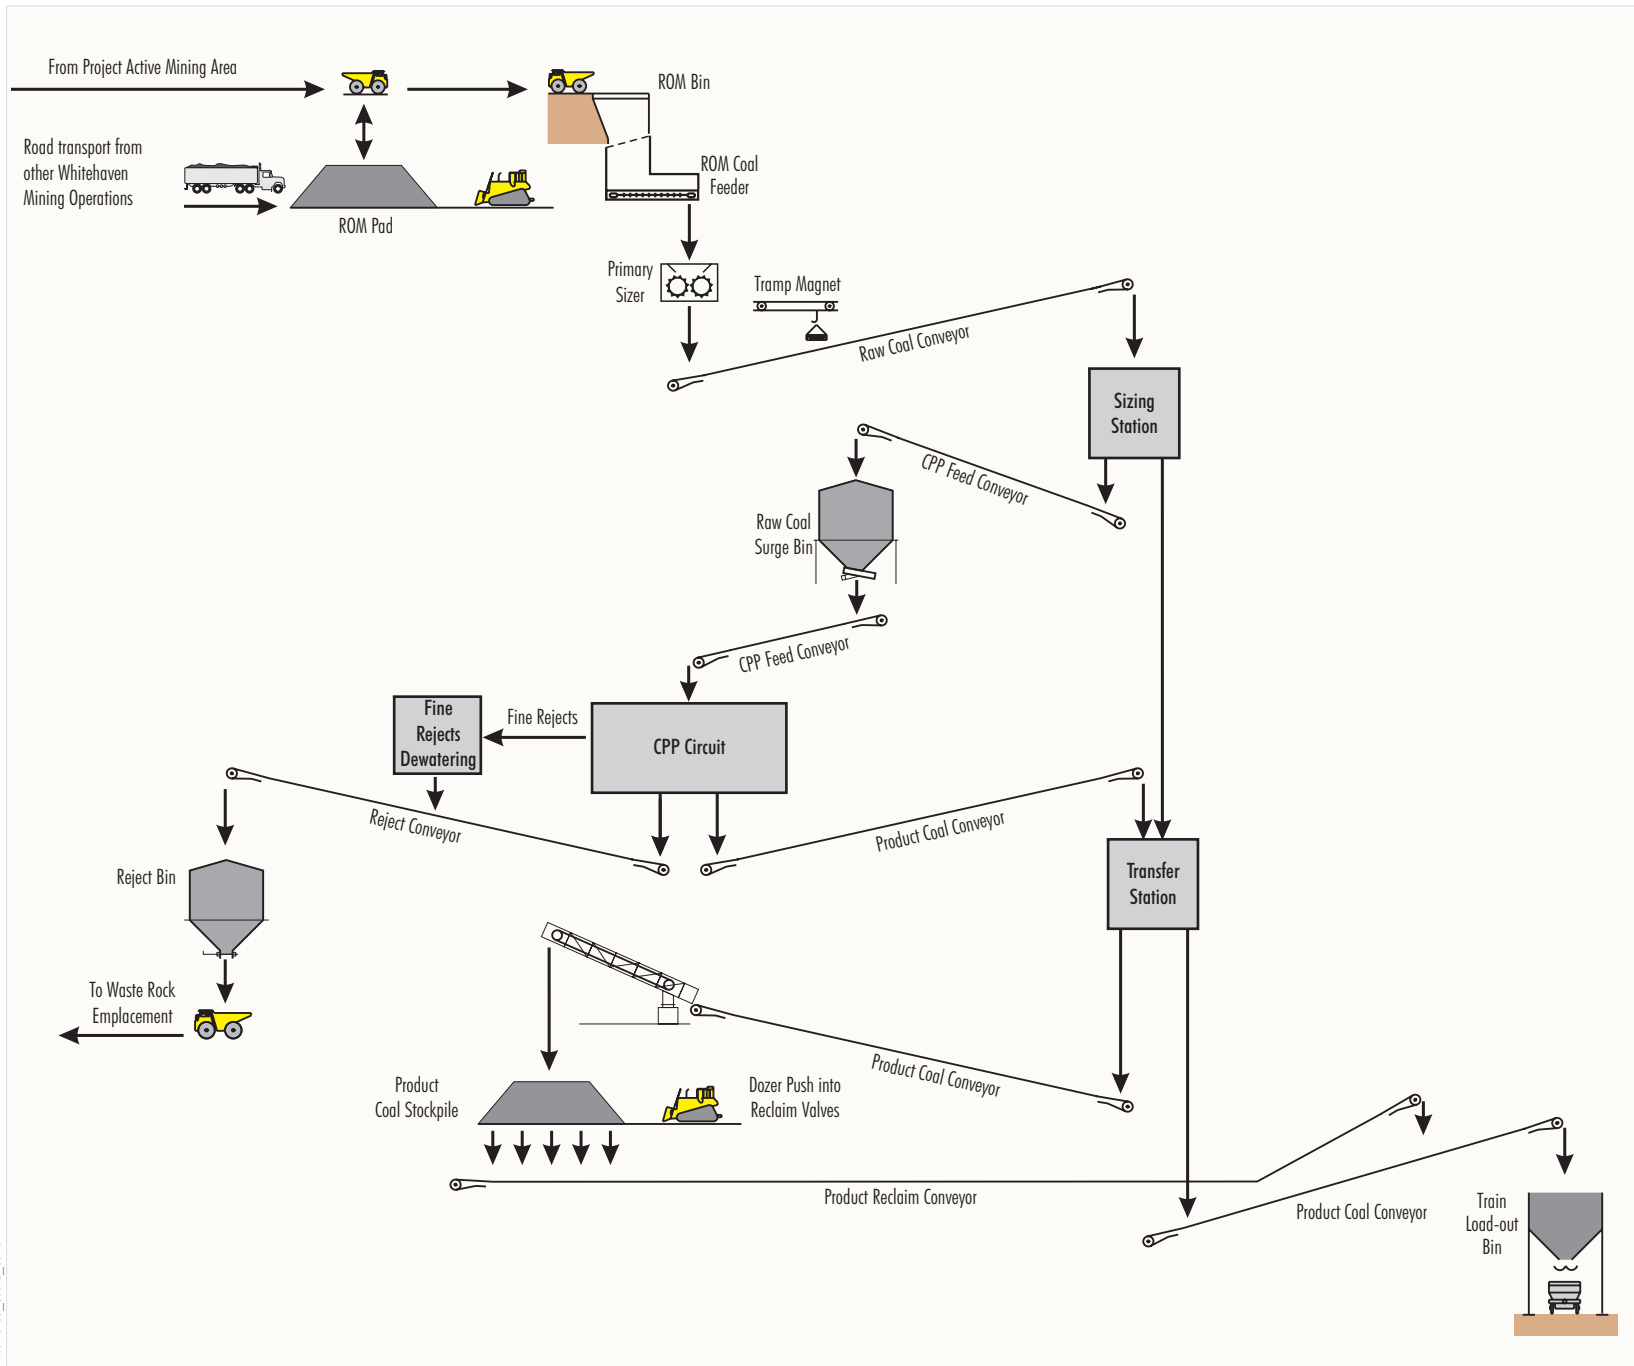 From Project Active Mining Area
ROM Bin
Road transport from
other Whitehaven
Mining Operations
ROM Coal
Feeder
ROM Pad
Primary
Sizer
Tramp Magnet
Raw Coal Conveyor
Sizing
Station
CPP Feed Conveyor
Raw Coal
Surge Bin
CPP Feed Conveyor
Fine
Rejects
Dewatering
Fine Rejects
CPP Circuit
Reject Conveyor
Product Coal Conveyor
Reject Bin
Transfer
Station
To Waste Rock
Emplacement
Product Coal Conveyor
Product
Coal Stockpile
Dozer Push into
Reclaim Valves
Product Reclaim Conveyor
Product Coal Conveyor
Train
Load-out
Bin